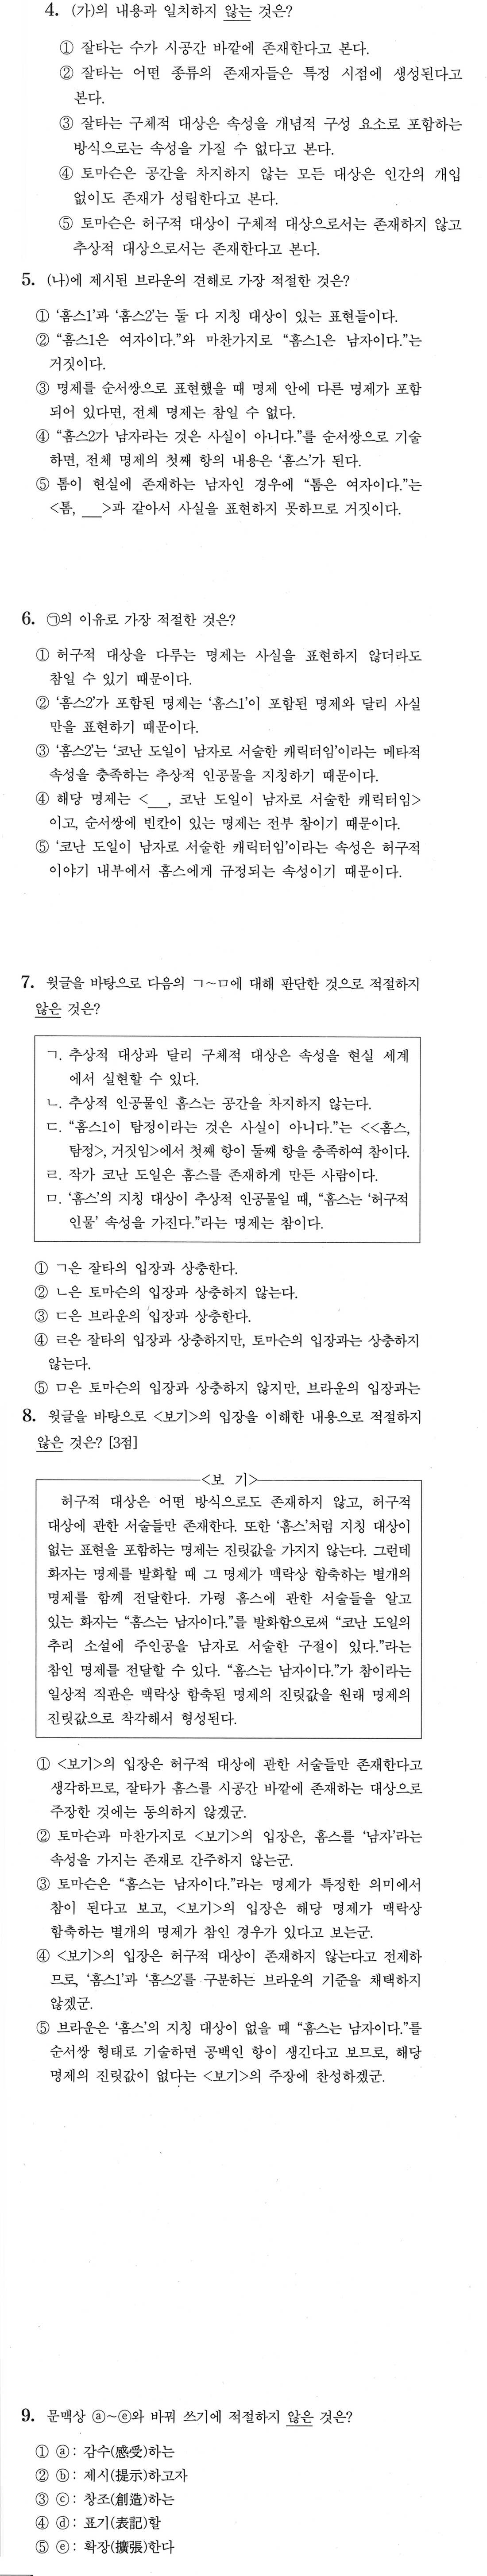 4. (가)의 내용과 일치하지 않는 것은?
① 잘타는 수가 시공간 바깥에 존재한다고 본다.
② 잘타는 어떤 종류의 존재자들은 특정 시점에 생성된다고
본다.
③ 잘타는 구체적 대상은 속성을 개념적 구성 요소로 포함하는
방식으로는 속성을 가질 수 없다고 본다.
④ 토마슨은 공간을 차지하지 않는 모든 대상은 인간의 개입
없이도 존재가 성립한다고 본다.
⑤ 토마슨은 허구적 대상이 구체적 대상으로서는 존재하지 않고
추상적 대상으로서는 존재한다고 본다.
5. (나)에 제시된 브라운의 견해로 가장 적절한 것은?
① ‘홈스1’과 ‘홈스2’는 둘 다 지칭 대상이 있는 표현들이다.
② “홈스1은 여자이다.”와 마찬가지로 “홈스1은 남자이다.”는
거짓이다.
③ 명제를 순서쌍으로 표현했을 때 명제 안에 다른 명제가 포함
되어 있다면, 전체 명제는 참일 수 없다.
④ “홈스2가 남자라는 것은 사실이 아니다.”를 순서쌍으로 기술
하면, 전체 명제의 첫째 항의 내용은 ‘홈스’가 된다.
⑤ 톰이 현실에 존재하는 남자인 경우에 “톰은 여자이다.”는
<톰, __>과 같아서 사실을 표현하지 못하므로 거짓이다.
6. ㉠의 이유로 가장 적절한 것은?
① 허구적 대상을 다루는 명제는 사실을 표현하지 않더라도
참일 수 있기 때문이다.
② ‘홈스2’가 포함된 명제는 ‘홈스1’이 포함된 명제와 달리 사실
만을 표현하기 때문이다.
③ ‘홈스2’는 ‘코난 도일이 남자로 서술한 캐릭터임’이라는 메타적
속성을 충족하는 추상적 인공물을 지칭하기 때문이다.
④ 해당 명제는 <__, 코난 도일이 남자로 서술한 캐릭터임>
이고, 순서쌍에 빈칸이 있는 명제는 전부 참이기 때문이다.
⑤ ‘코난 도일이 남자로 서술한 캐릭터임’이라는 속성은 허구적
이야기 내부에서 홈스에게 규정되는 속성이기 때문이다.
7. 윗글을 바탕으로 다음의 ㄱ~ㅁ에 대해 판단한 것으로 적절하지
않은 것은?
ㄱ. 추상적 대상과 달리 구체적 대상은 속성을 현실 세계
에서 실현할 수 있다.
ㄴ. 추상적 인공물인 홈스는 공간을 차지하지 않는다.
ㄷ. “홈스1이 탐정이라는 것은 사실이 아니다.”는 <<홈스,
탐정>, 거짓임>에서 첫째 항이 둘째 항을 충족하여 참이다.
ㄹ. 작가 코난 도일은 홈스를 존재하게 만든 사람이다.
ㅁ. ‘홈스’의 지칭 대상이 추상적 인공물일 때, “홈스는 ‘허구적
인물’ 속성을 가진다.”라는 명제는 참이다.
① ㄱ은 잘타의 입장과 상충한다.
② ㄴ은 토마슨의 입장과 상충하지 않는다.
③ ㄷ은 브라운의 입장과 상충한다.
④ ㄹ은 잘타의 입장과 상충하지만, 토마슨의 입장과는 상충하지
않는다.
⑤ ㅁ은 토마슨의 입장과 상충하지 않지만, 브라운의 입장과는
8. 윗글을 바탕으로 <보기>의 입장을 이해한 내용으로 적절하지
않은 것은? [3점]
<보 기>
허구적 대상은 어떤 방식으로도 존재하지 않고, 허구적
대상에 관한 서술들만 존재한다. 또한 ‘홈스’처럼 지칭 대상이
없는 표현을 포함하는 명제는 진릿값을 가지지 않는다. 그런데
화자는 명제를 발화할 때 그 명제가 맥락상 함축하는 별개의
명제를 함께 전달한다. 가령 홈스에 관한 서술들을 알고
있는 화자는 “홈스는 남자이다.”를 발화함으로써 “코난 도일의
추리 소설에 주인공을 남자로 서술한 구절이 있다.”라는
참인 명제를 전달할 수 있다. “홈스는 남자이다.”가 참이라는
일상적 직관은 맥락상 함축된 명제의 진릿값을 원래 명제의
진릿값으로 착각해서 형성된다.
① <보기>의 입장은 허구적 대상에 관한 서술들만 존재한다고
생각하므로, 잘타가 홈스를 시공간 바깥에 존재하는 대상으로
주장한 것에는 동의하지 않겠군.
② 토마슨과 마찬가지로 <보기>의 입장은, 홈스를 ‘남자’라는
속성을 가지는 존재로 간주하지 않는군.
③ 토마슨은 “홈스는 남자이다.”라는 명제가 특정한 의미에서
참이 된다고 보고, <보기>의 입장은 해당 명제가 맥락상
함축하는 별개의 명제가 참인 경우가 있다고 보는군.
④ <보기>의 입장은 허구적 대상이 존재하지 않는다고 전제하
므로, ‘홈스1’과 ‘홈스2’를 구분하는 브라운의 기준을 채택하지
않겠군.
⑤ 브라운은 ‘홈스’의 지칭 대상이 없을 때 “홈스는 남자이다.”를
순서쌍 형태로 기술하면 공백인 항이 생긴다고 보므로, 해당
명제의 진릿값이 없다는 <보기>의 주장에 찬성하겠군.
9. 문맥상 ⓐ~ⓔ와 바꿔 쓰기에 적절하지 않은 것은?
① ⓐ: 감수(感受)하는
② ⓑ: 제시(提示)하고자
③ ⓒ: 창조(創造)하는
④ ⓓ: 표기(表記)할
⑤ ⓔ: 확장(擴張)한다